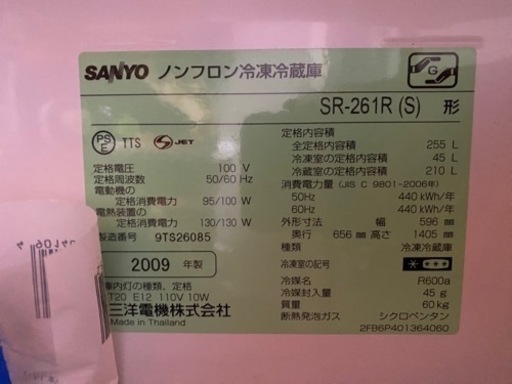 SANYO ノンフロン冷凍冷蔵庫
G
SR-261R (S) 形
PS E TTS S JET
定格電圧 100 V
定格周波数 50/60 Hz
電動機の
定格消費電力 95/100 W
電熱装置の
定格消費電力 130/130 W
製造番号 9TS26085
2009 年製
庫内灯の種類、定格
T20 E12 110V 10W
三洋電機株式会社
Made in Thailand
定格内容積
全定格内容積 255 L
冷凍室の定格内容積 45 L
冷蔵室の定格内容積 210 L
消費電力量 (JIS C 9801-2006年)
50Hz 440 kWh/年
60Hz 440 kWh/年
外形寸法 幅 596 mm
奥行 656 mm 高さ 1405 mm
種類 冷凍冷蔵庫
冷凍室の記号
冷媒 R600a
冷媒封入量 45 g
質量 60 kg
断熱発泡ガス シクロペンタン
2FB6P401364060